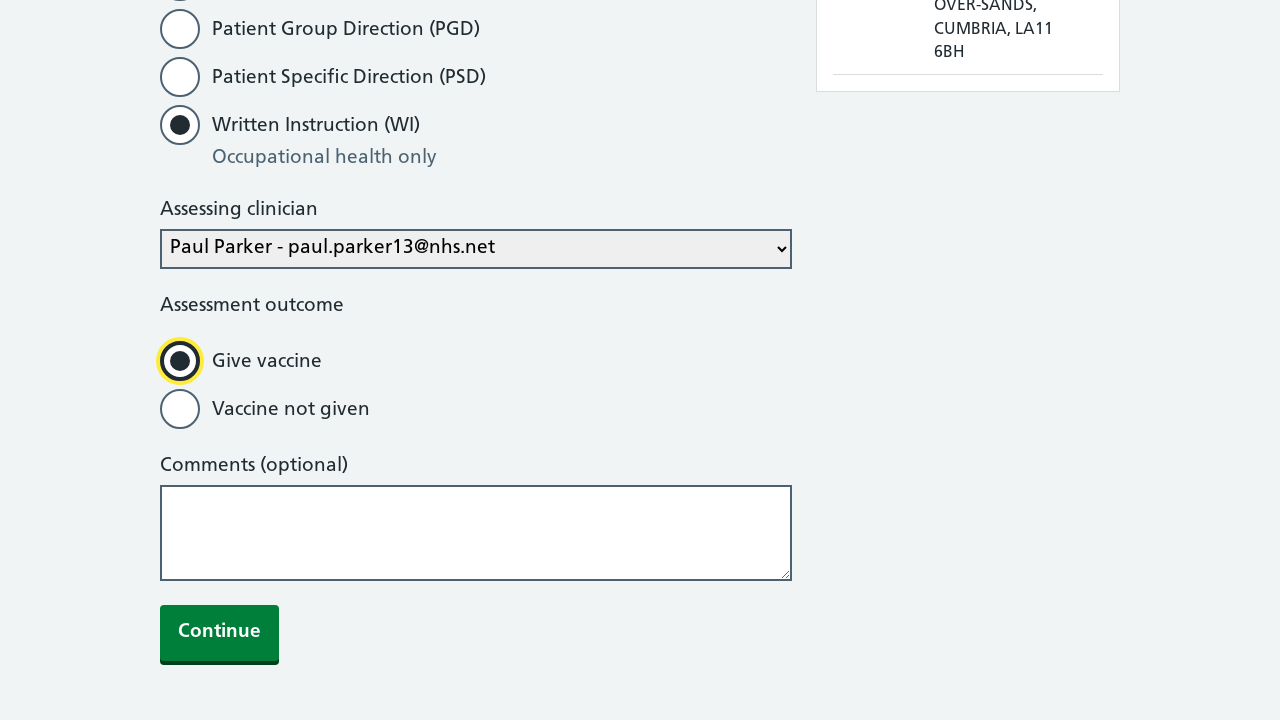 OVER-SANDS,
CUMBRIA, LA11
6BH
Patient Group Direction (PGD)
Patient Specific Direction (PSD)
Written Instruction (WI)
Occupational health only
Assessing clinician
Paul Parker - paul.parker13@nhs.net
Assessment outcome
Give vaccine
Vaccine not given
Comments (optional)
Continue